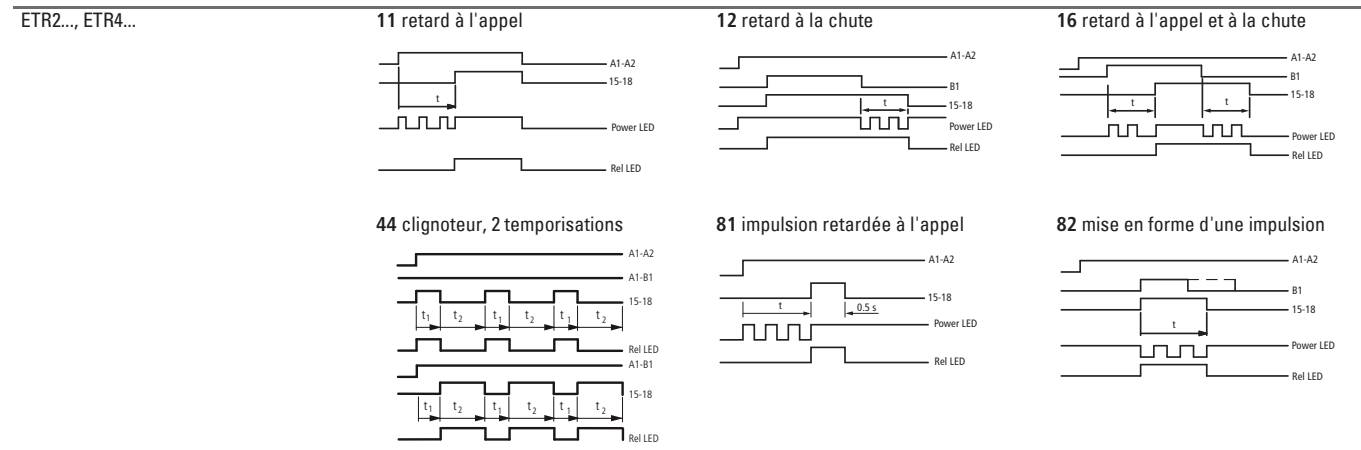 ETR2..., ETR4...
11 retard à l'appel
A1-A2
15-18
t
Power LED
Rel LED
12 retard à la chute
A1-A2
B1
15-18
t
Power LED
Rel LED
16 retard à l'appel et à la chute
A1-A2
B1
15-18
t
t
Power LED
Rel LED
44 clignoteur, 2 temporisations
A1-A2
A1-B1
15-18
t1 t2 t1 t2 t1 t2
Rel LED
A1-B1
15-18
t1 t2 t1 t2 t1 t2
Rel LED
81 impulsion retardée à l'appel
A1-A2
15-18
t
0.5 s
Power LED
Rel LED
82 mise en forme d'une impulsion
A1-A2
B1
15-18
t
Power LED
Rel LED